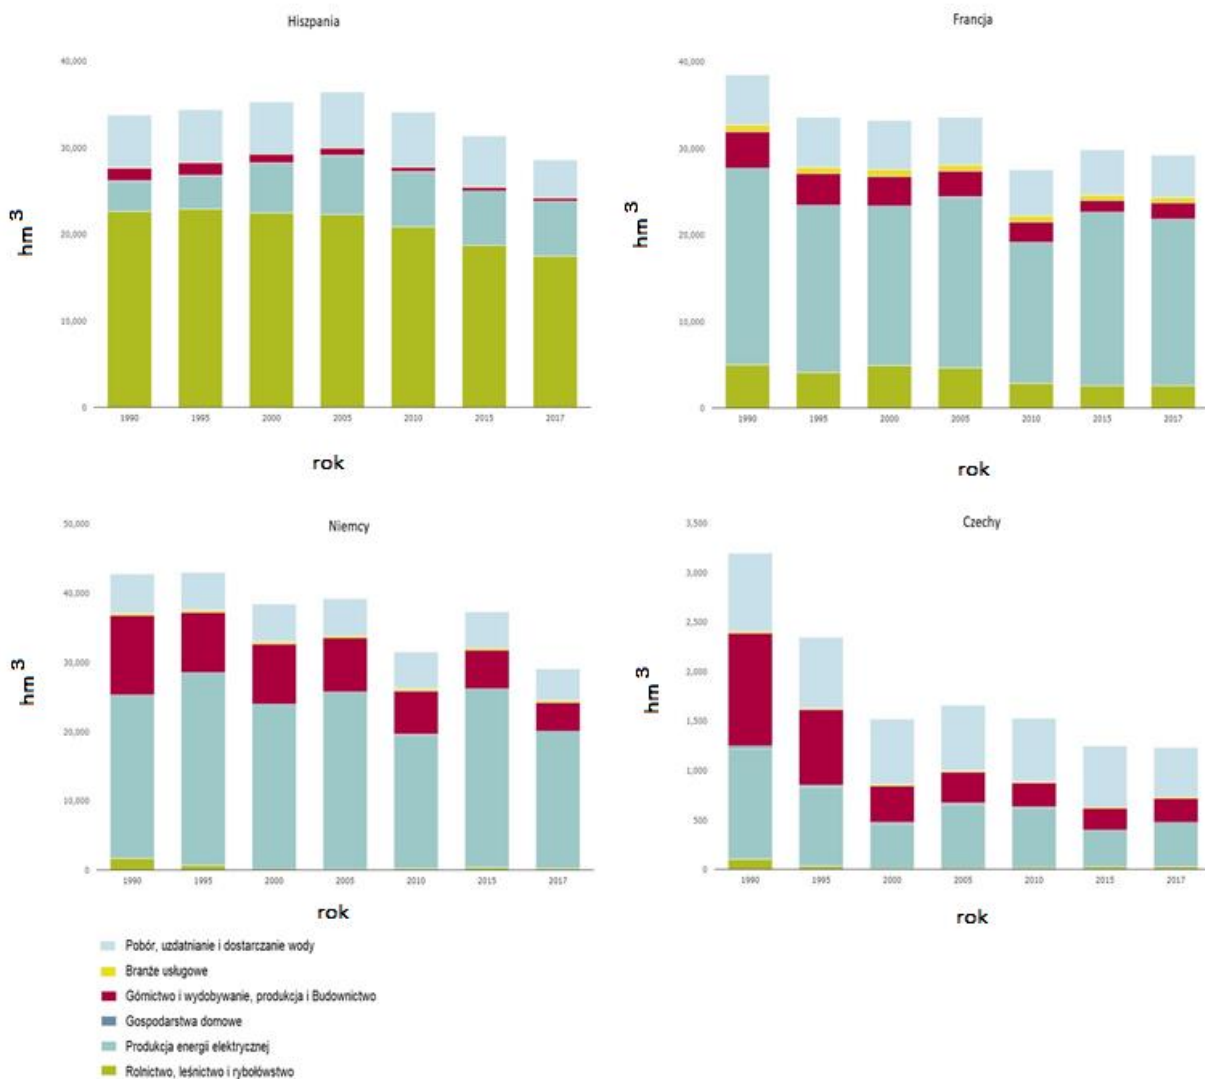 Hiszpania
40,000
30,000
20,000
10,000
0
hm 3
1990 1995 2000 2005 2010 2015 2017
rok
Francja
40,000
30,000
20,000
10,000
0
hm 3
1990 1995 2000 2005 2010 2015 2017
rok
Niemcy
50,000
40,000
30,000
20,000
10,000
0
hm 3
1990 1995 2000 2005 2010 2015 2017
rok
Czechy
3,500
3,000
2,500
2,000
1,500
1,000
500
0
hm 3
1990 1995 2000 2005 2010 2015 2017
rok
Pobór, uzdatnianie i dostarczanie wody
Branże usługowe
Górnictwo i wydobywanie, produkcja i Budownictwo
Gospodarstwa domowe
Produkcja energii elektrycznej
Rolnictwo, leśnictwo i rybołówstwo